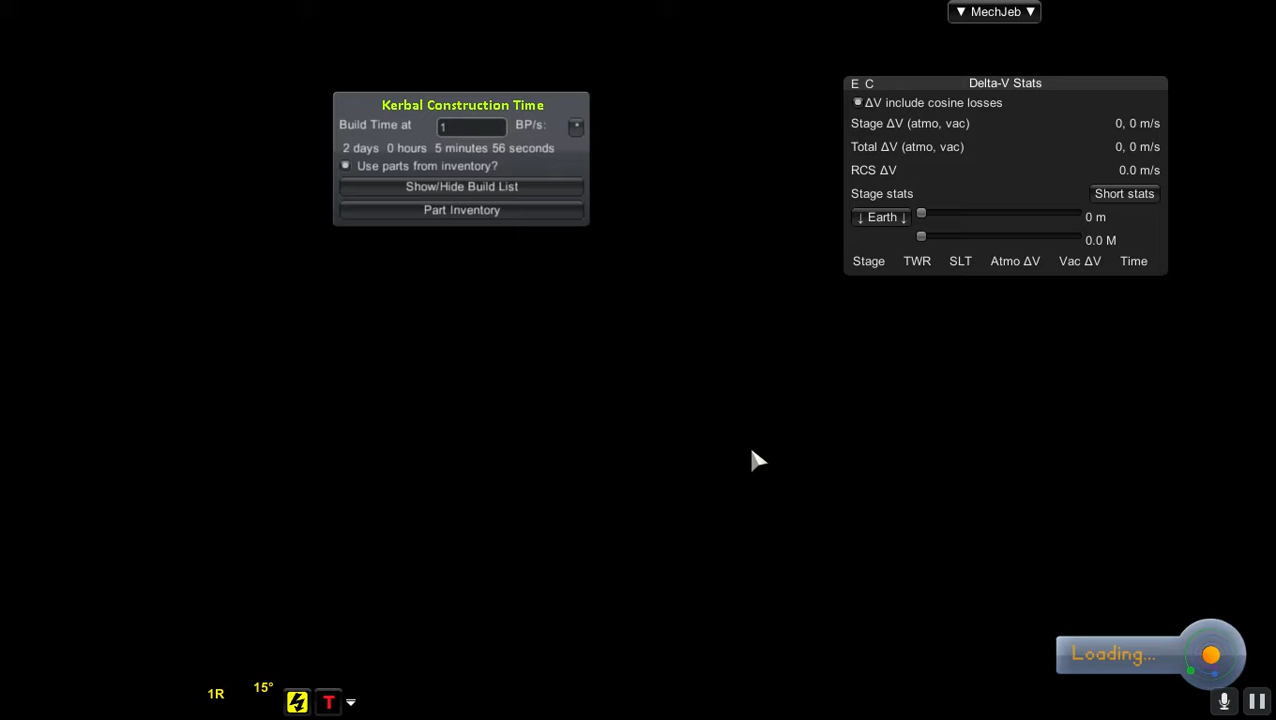 ▼ MechJeb ▼
Kerbal Construction Time
Build Time at 1 BP/s: *
2 days 0 hours 5 minutes 56 seconds
Use parts from inventory?
Show/Hide Build List
Part Inventory
E C Delta-V Stats
ΔV include cosine losses
Stage ΔV (atmo, vac) 0, 0 m/s
Total ΔV (atmo, vac) 0, 0 m/s
RCS ΔV 0.0 m/s
Stage stats Short stats
↓ Earth ↓ 0 m
0.0 M
Stage TWR SLT Atmo ΔV Vac ΔV Time
Loading...
1R 15° T